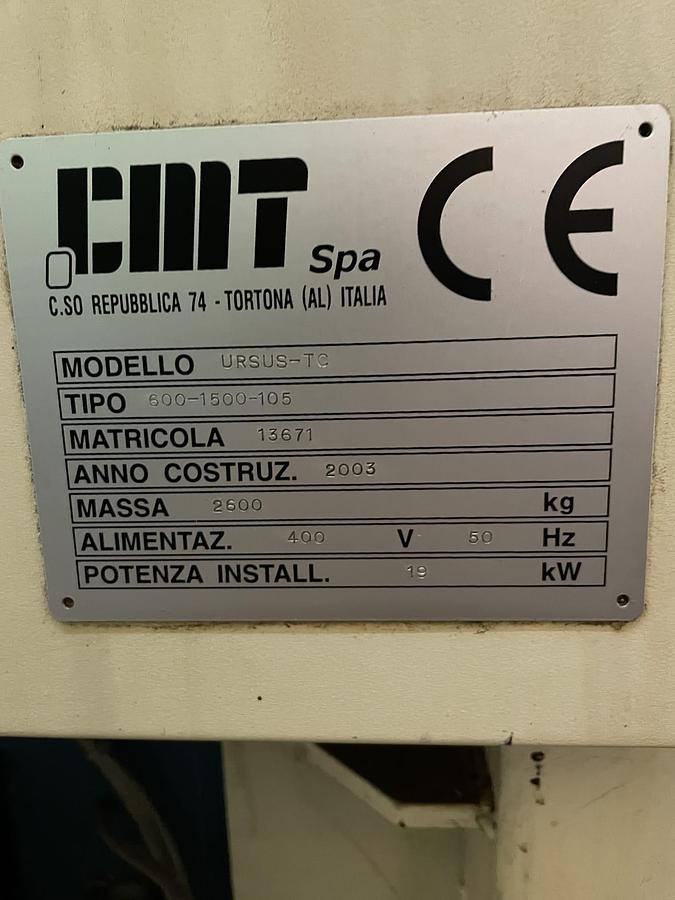 CMT Spa CE
C.SO REPUBBLICA 74 - TORTONA (AL) ITALIA
MODELLO URSUS-TC
TIPO 600-1500-105
MATRICOLA 13671
ANNO COSTRUZ. 2003
MASSA 2600 kg
ALIMENTAZ. 400 V 50 Hz
POTENZA INSTALL. 19 kW